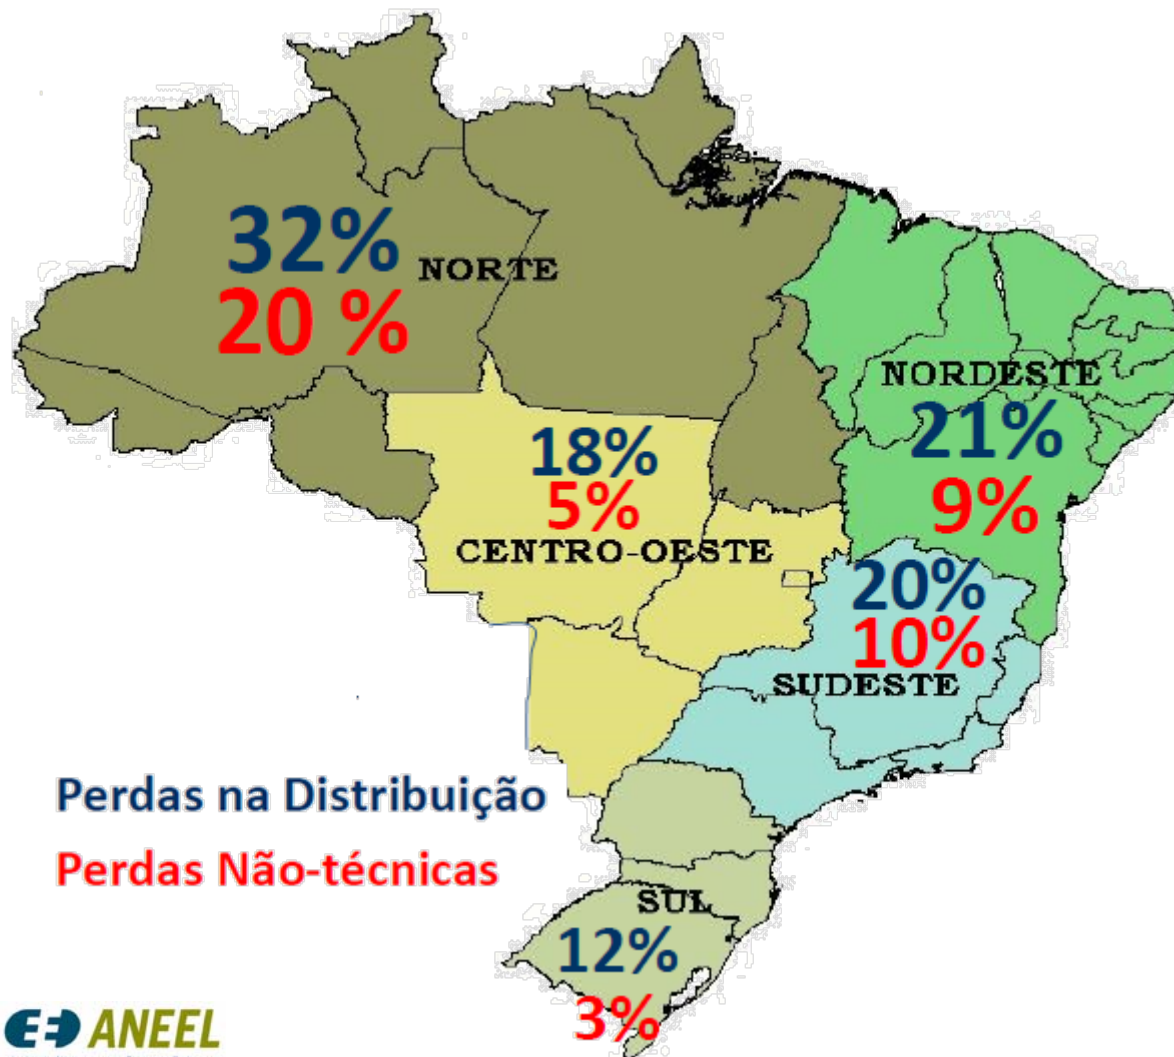 32%
NORTE
20 %
NORDESTE
21%
9%
18%
5%
CENTRO-OESTE
20%
10%
SUDESTE
Perdas na Distribuição
Perdas Não-técnicas
SUL
12%
3%
ANEEL